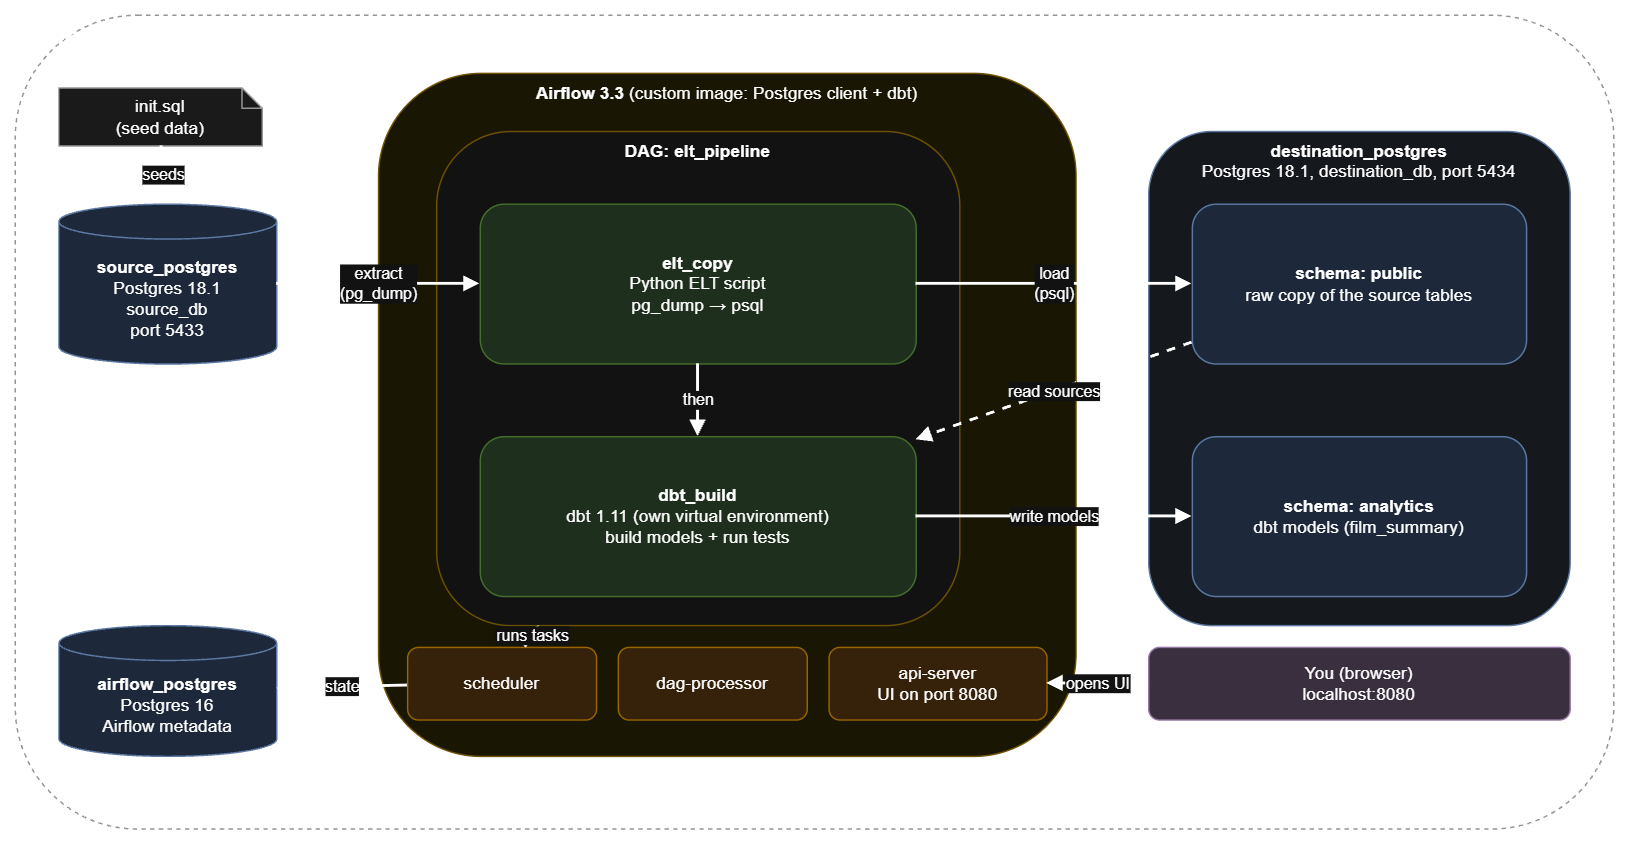 init.sql
(seed data)
seeds
source_postgres
Postgres 18.1
source_db
port 5433
extract
(pg_dump)
Airflow 3.3 (custom image: Postgres client + dbt)
DAG: elt_pipeline
elt_copy
Python ELT script
pg_dump → psql
then
dbt_build
dbt 1.11 (own virtual environment)
build models + run tests
load
(psql)
read sources
write models
destination_postgres
Postgres 18.1, destination_db, port 5434
schema: public
raw copy of the source tables
schema: analytics
dbt models (film_summary)
airflow_postgres
Postgres 16
Airflow metadata
state
runs tasks
scheduler
dag-processor
api-server
UI on port 8080
opens UI
You (browser)
localhost:8080